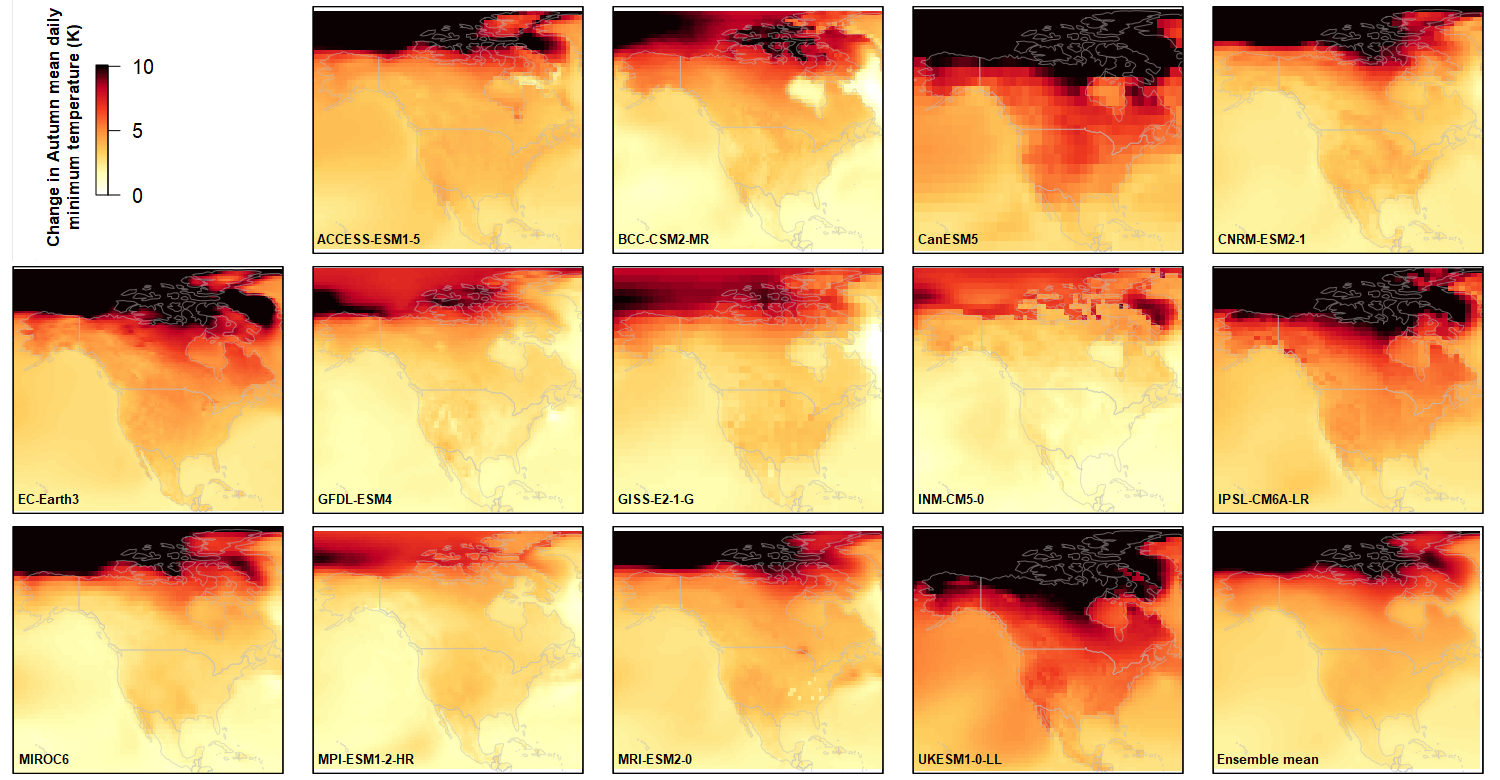 Change in Autumn mean daily
minimum temperature (K)
10
5
0
ACCESS-ESM1-5
BCC-CSM2-MR
CanESM5
CNRM-ESM2-1
EC-Earth3
GFDL-ESM4
GISS-E2-1-G
INM-CM5-0
IPSL-CM6A-LR
MIROC6
MPI-ESM1-2-HR
MRI-ESM2-0
UKESM1-0-LL
Ensemble mean